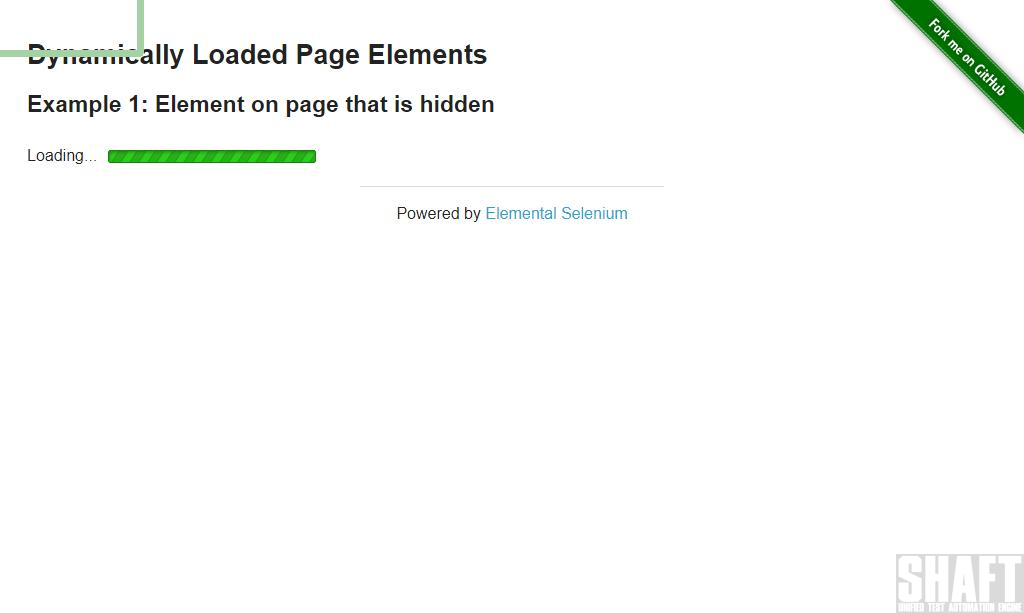 Dynamically Loaded Page Elements
Fork me on GitHub
Example 1: Element on page that is hidden
Loading...
Powered by Elemental Selenium
SHAFT
UNIFIED TEST AUTOMATION ENGINE